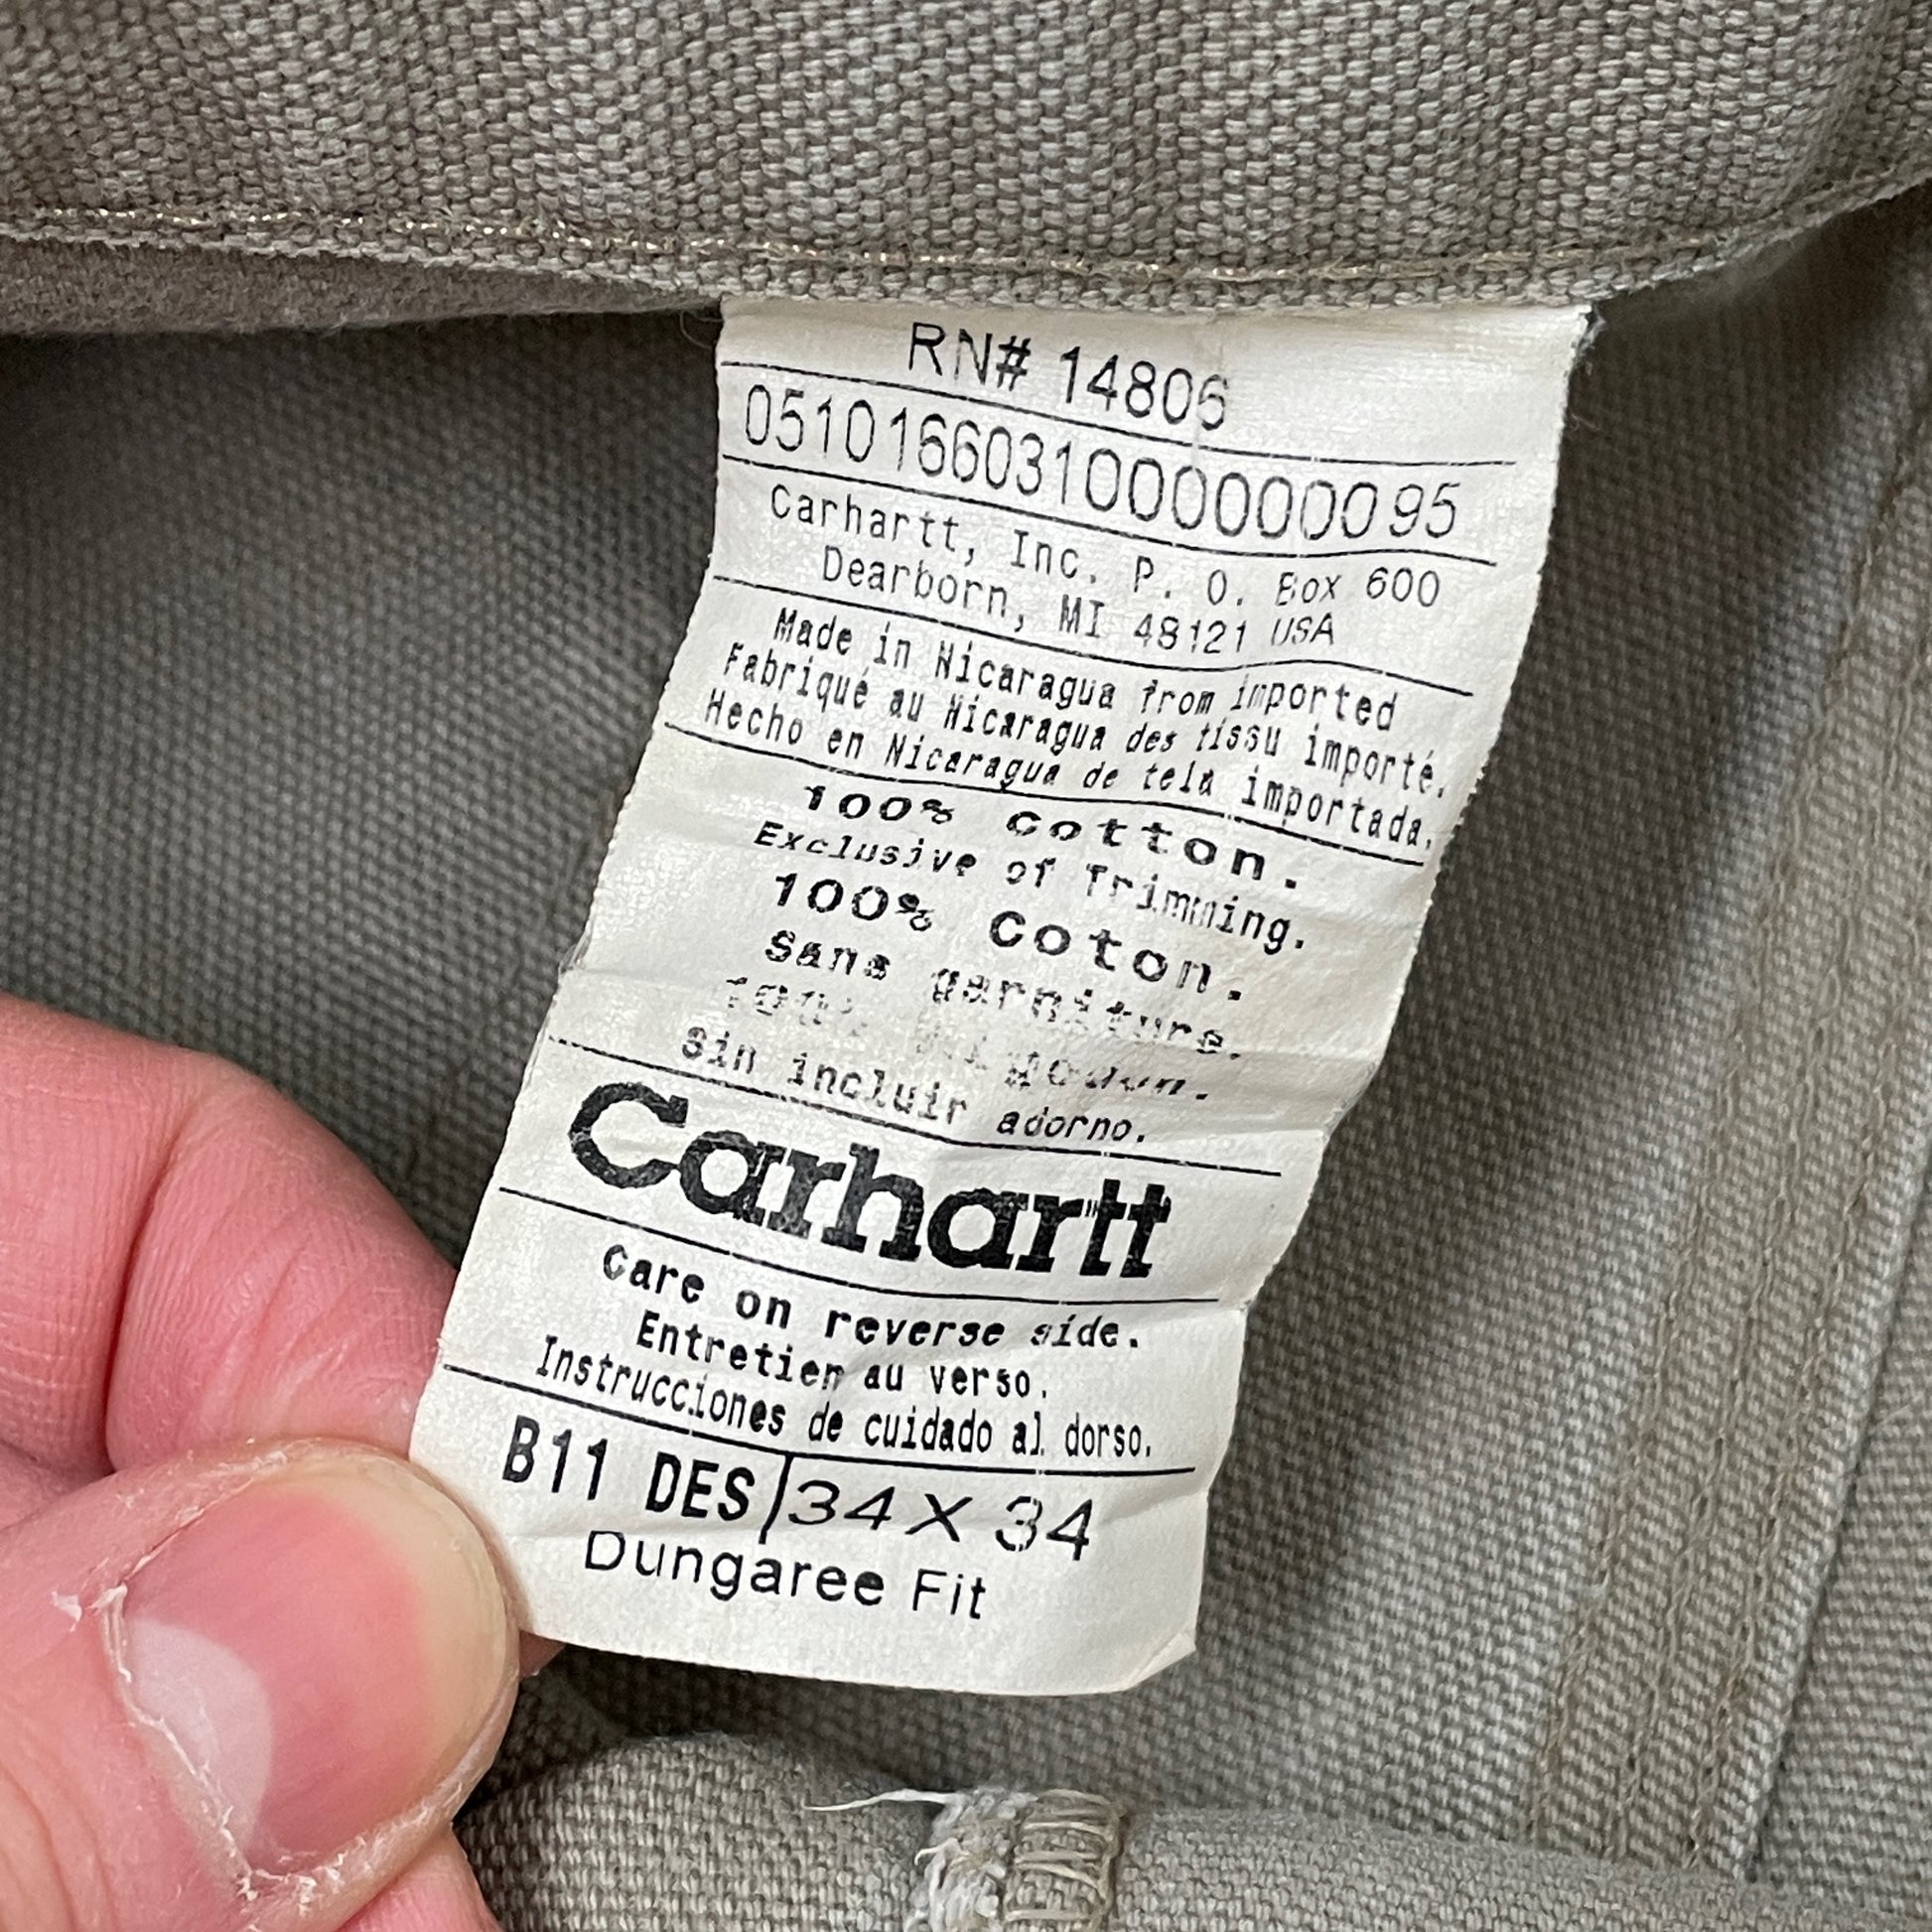 RN# 14806
05101660310000000095
Carhartt, Inc. P. O. Box 600
Dearborn, MI 48121 USA
Made in Nicaragua from imported
Fabriqué au Nicaragua des tissu importé.
Hecho en Nicaragua de tela importada.
100% cotton.
Exclusive of Trimming.
100% Coton.
Sans garniture.
100% Algodon.
Sin incluir adorno.
Carhartt
Care on reverse side.
Entretien au verso.
Instrucciones de cuidado al dorso.
B11 DES 34 X 34
Dungaree Fit